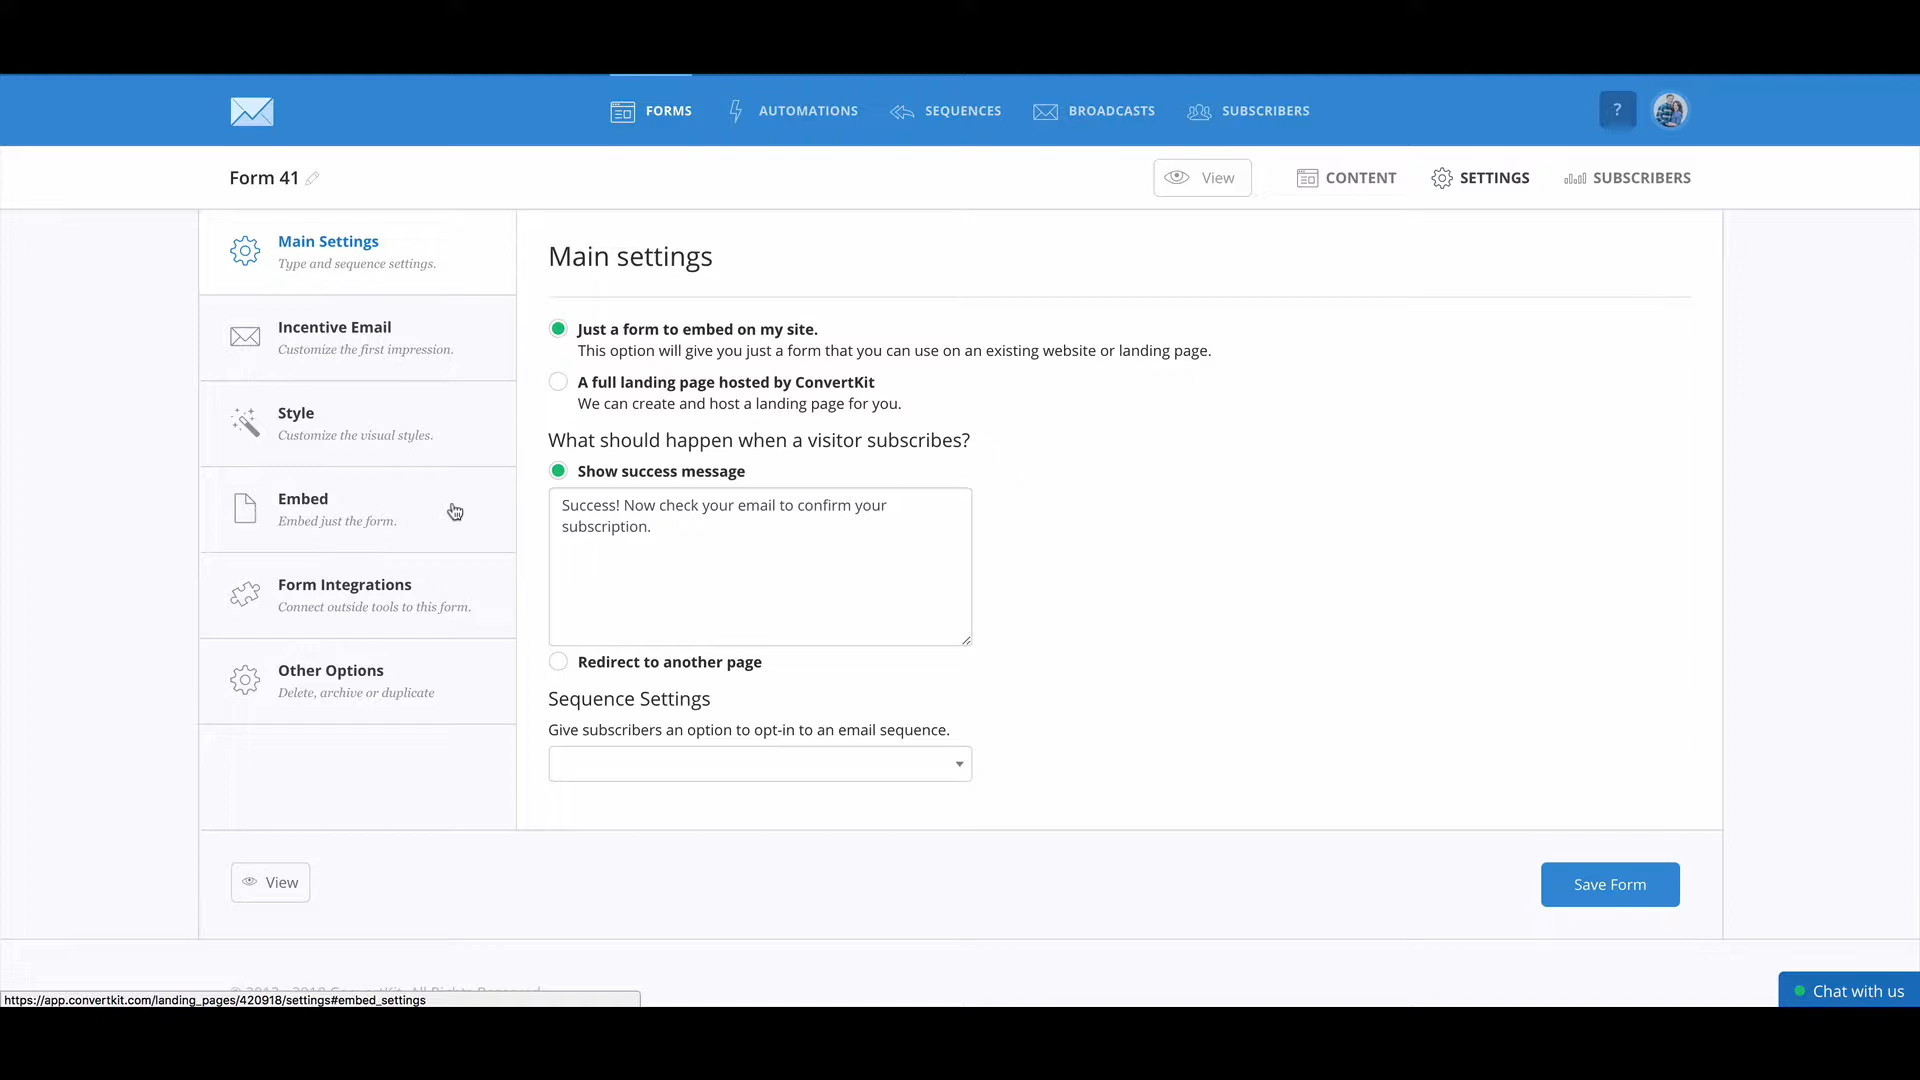 FORMS
AUTOMATIONS
SEQUENCES
BROADCASTS
SUBSCRIBERS
?
Form 41
View
CONTENT
SETTINGS
SUBSCRIBERS
Main Settings
Type and sequence settings.
Incentive Email
Customize the first impression.
Style
Customize the visual styles.
Embed
Embed just the form.
Form Integrations
Connect outside tools to this form.
Other Options
Delete, archive or duplicate
Main settings
Just a form to embed on my site.
This option will give you just a form that you can use on an existing website or landing page.
A full landing page hosted by ConvertKit
We can create and host a landing page for you.
What should happen when a visitor subscribes?
Show success message
Success! Now check your email to confirm your
subscription.
Redirect to another page
Sequence Settings
Give subscribers an option to opt-in to an email sequence.
View
Save Form
https://app.convertkit.com/landing_pages/420918/settings#embed_settings
Chat with us